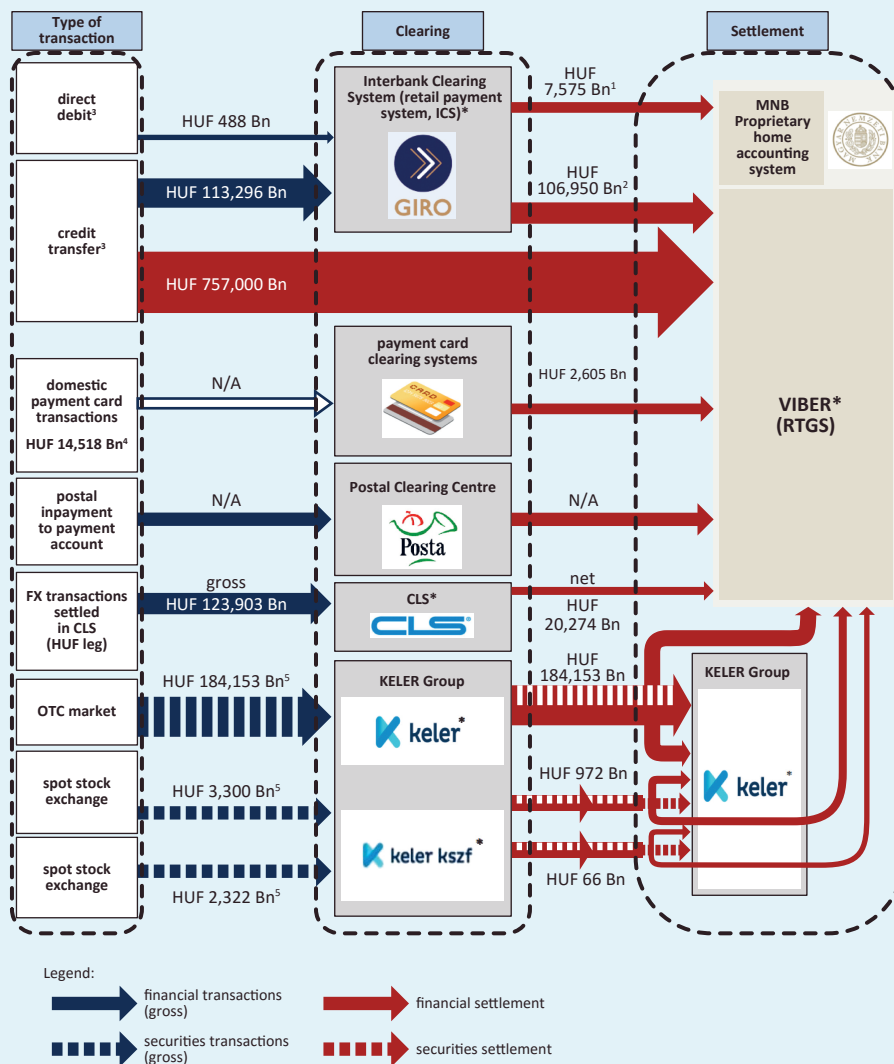 Type of
transaction
Clearing
Settlement
direct
debit³
HUF 488 Bn
Interbank Clearing
System (retail payment
system, ICS)*
GIRO
HUF
7,575 Bn¹
MNB
Proprietary
home
accounting
system
MAGYAR NEMZETI BANK
credit
transfer³
HUF 113,296 Bn
HUF
106,950 Bn²
HUF 757,000 Bn
domestic
payment card
transactions
HUF 14,518 Bn⁴
N/A
payment card
clearing systems
CARD
HUF 2,605 Bn
VIBER*
(RTGS)
postal
inpayment
to payment
account
N/A
Postal Clearing Centre
Posta
N/A
FX transactions
settled
in CLS
(HUF leg)
gross
HUF 123,903 Bn
CLS*
CLS®
net
HUF
20,274 Bn
OTC market
HUF 184,153 Bn⁵
KELER Group
keler*
HUF
184,153 Bn
KELER Group
keler*
spot stock
exchange
HUF 3,300 Bn⁵
keler kszf*
HUF 972 Bn
spot stock
exchange
HUF 2,322 Bn⁵
HUF 66 Bn
Legend:
financial transactions
(gross)
financial settlement
securities transactions
(gross)
securities settlement